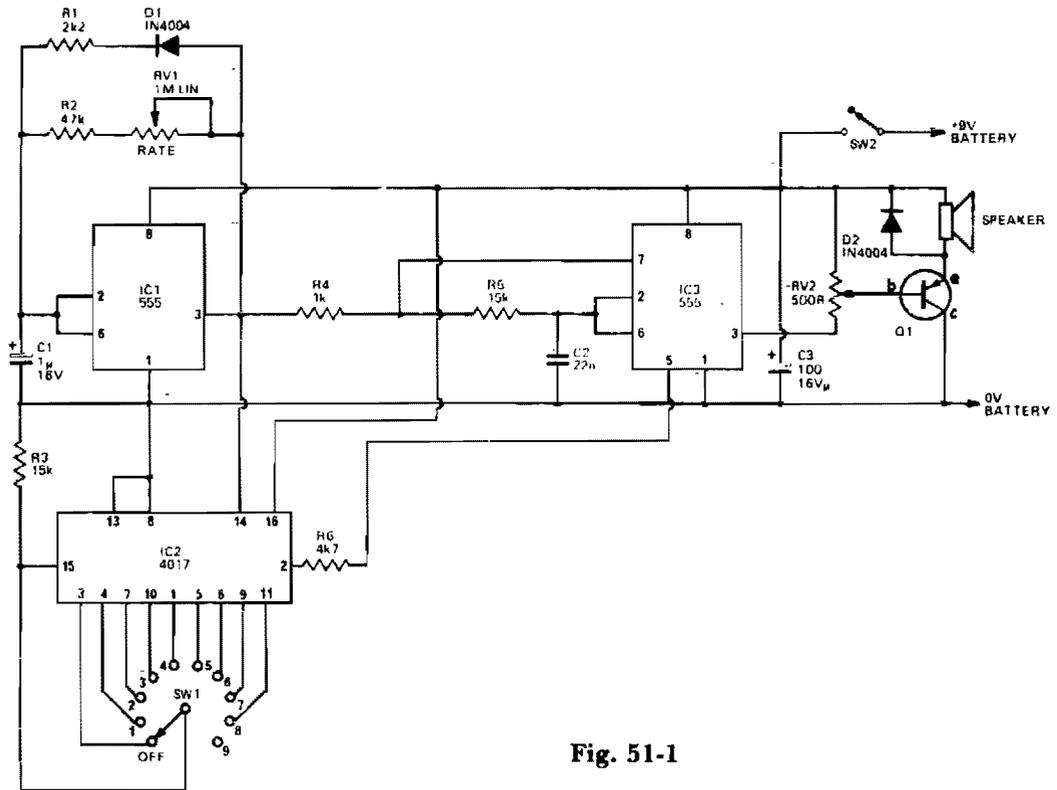 R1
2k2
D1
IN4004
RV1
1M LIN
R2
47k
RATE
+9V
BATTERY
SW2
8
IC1
555
2
6
3
1
R4
1k
R5
15k
C2
22n
8
7
IC3
555
2
6
3
5
1
D2
IN4004
RV2
500R
SPEAKER
b
e
c
Q1
+
C1
1μ
16V
+
C3
100
16Vμ
0V
BATTERY
R3
15k
13
8
14
16
IC2
4017
15
2
R6
4k7
3
4
7
10
1
5
6
9
11
4
5
3
6
2
SW1
7
1
8
OFF
9
Fig. 51-1